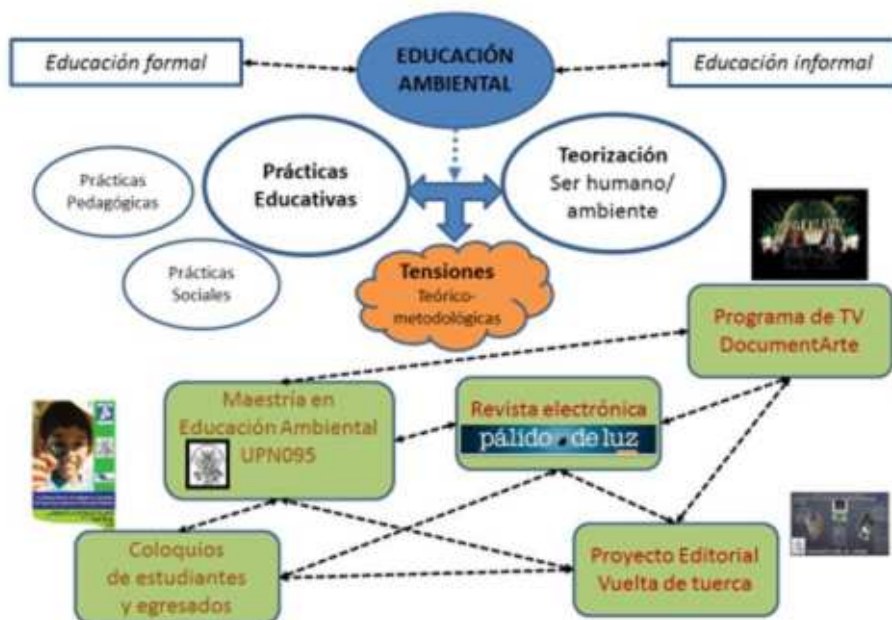 EDUCACIÓN
AMBIENTAL
Educación formal
Educación informal
Prácticas
Pedagógicas
Prácticas
Educativas
Teorización
Ser humano/
ambiente
Prácticas
Sociales
Tensiones
Teórico-
metodológicas
Programa de TV
DocumentArte
Maestría en
Educación Ambiental
UPN095
Revista electrónica
pálido de luz
Coloquios
de estudiantes
y egresados
Proyecto Editorial
Vuelta de tuerca